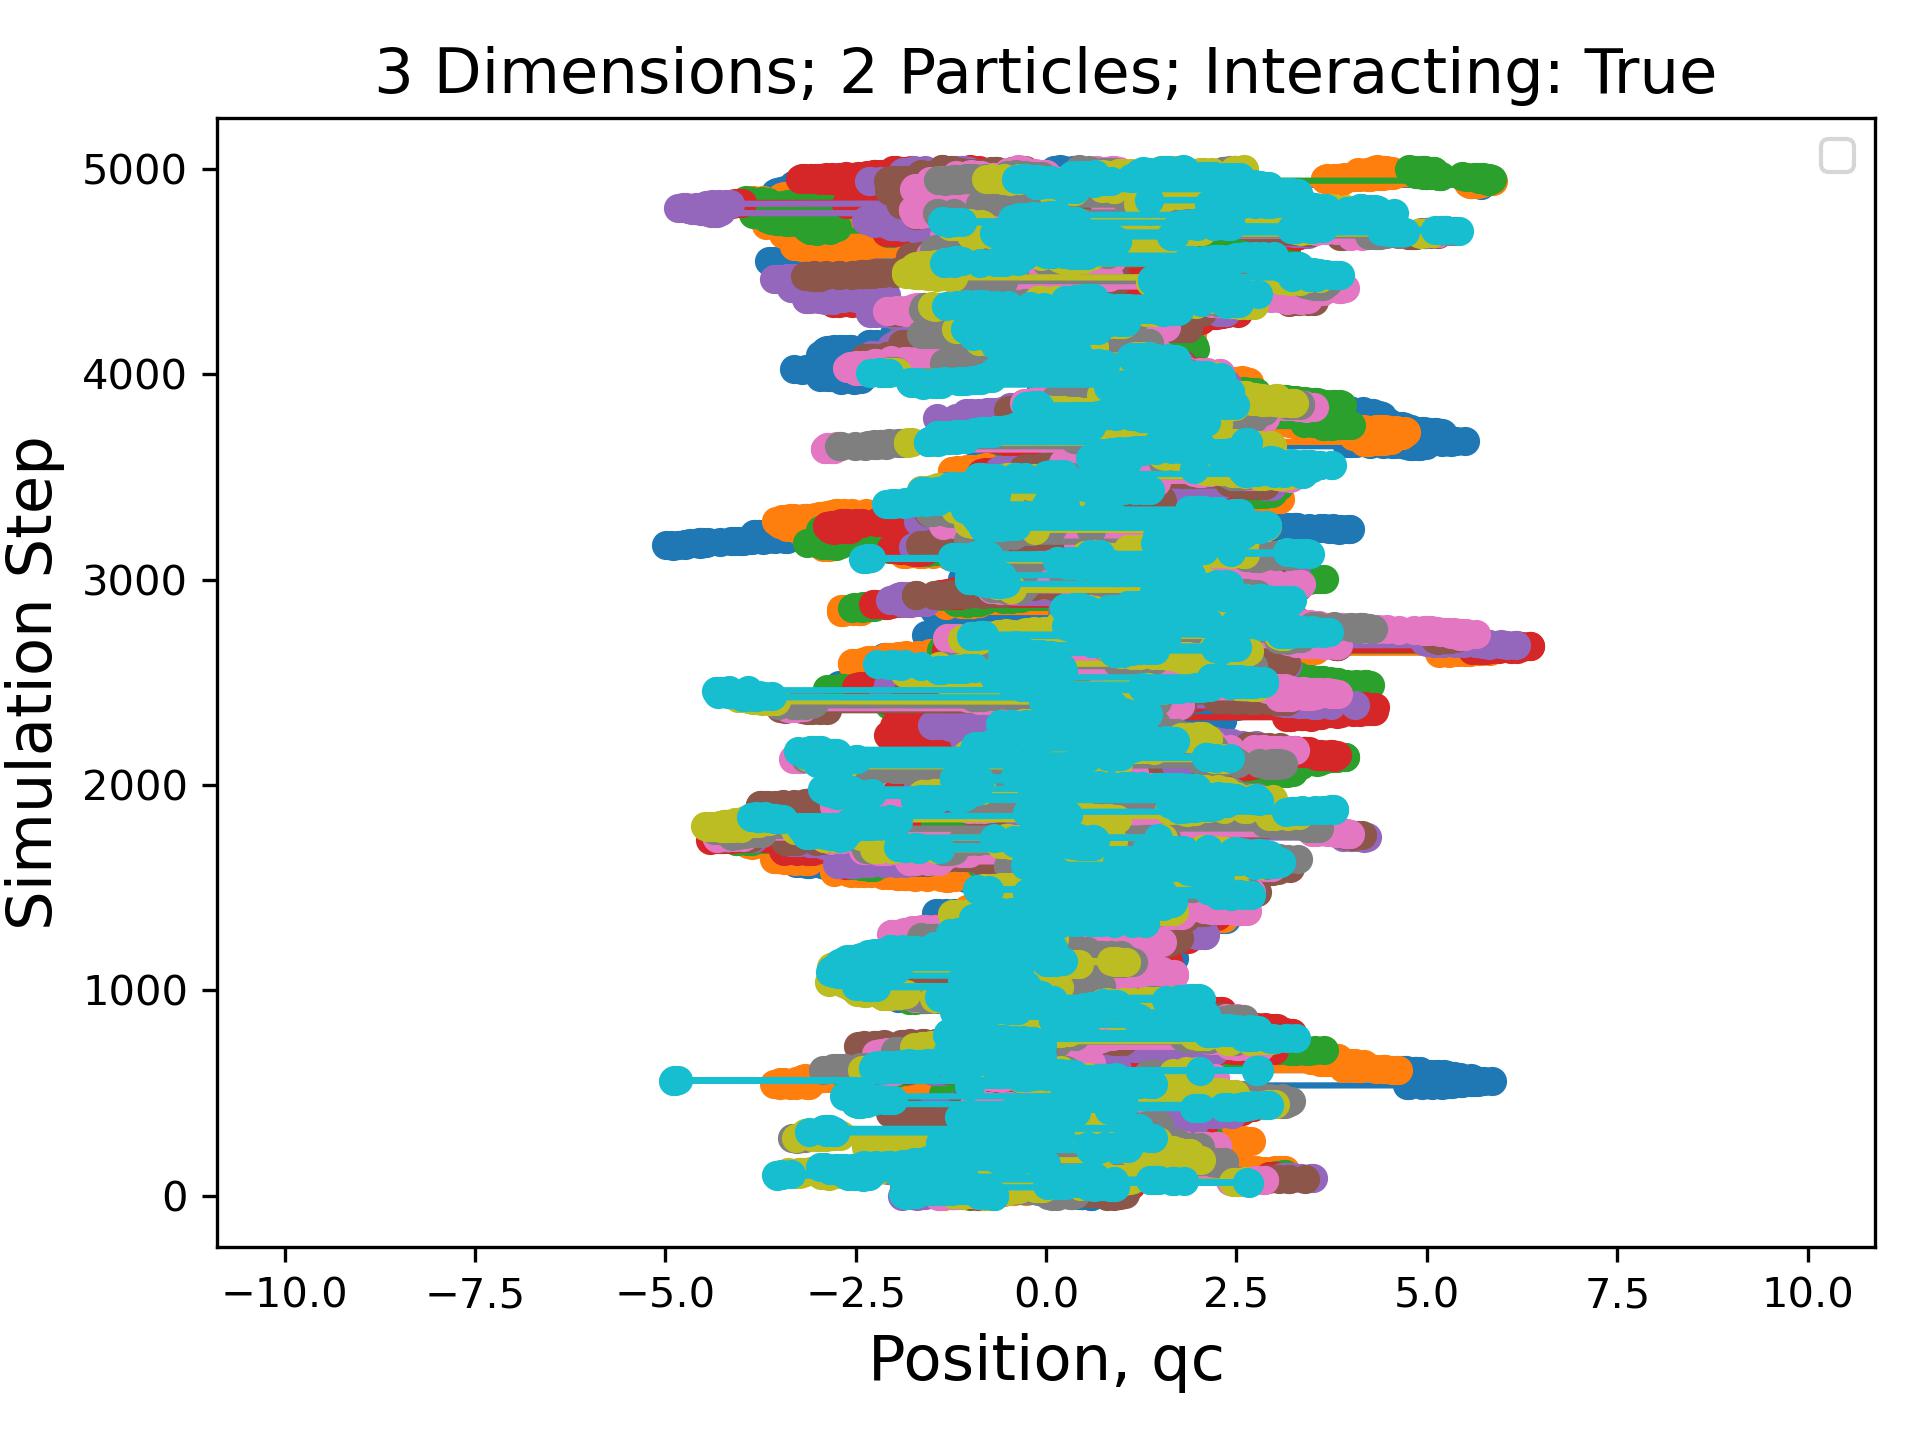 3 Dimensions; 2 Particles; Interacting: True
Simulation Step
5000
4000
3000
2000
1000
0
−10.0 −7.5 −5.0 −2.5 0.0 2.5 5.0 7.5 10.0
Position, qc